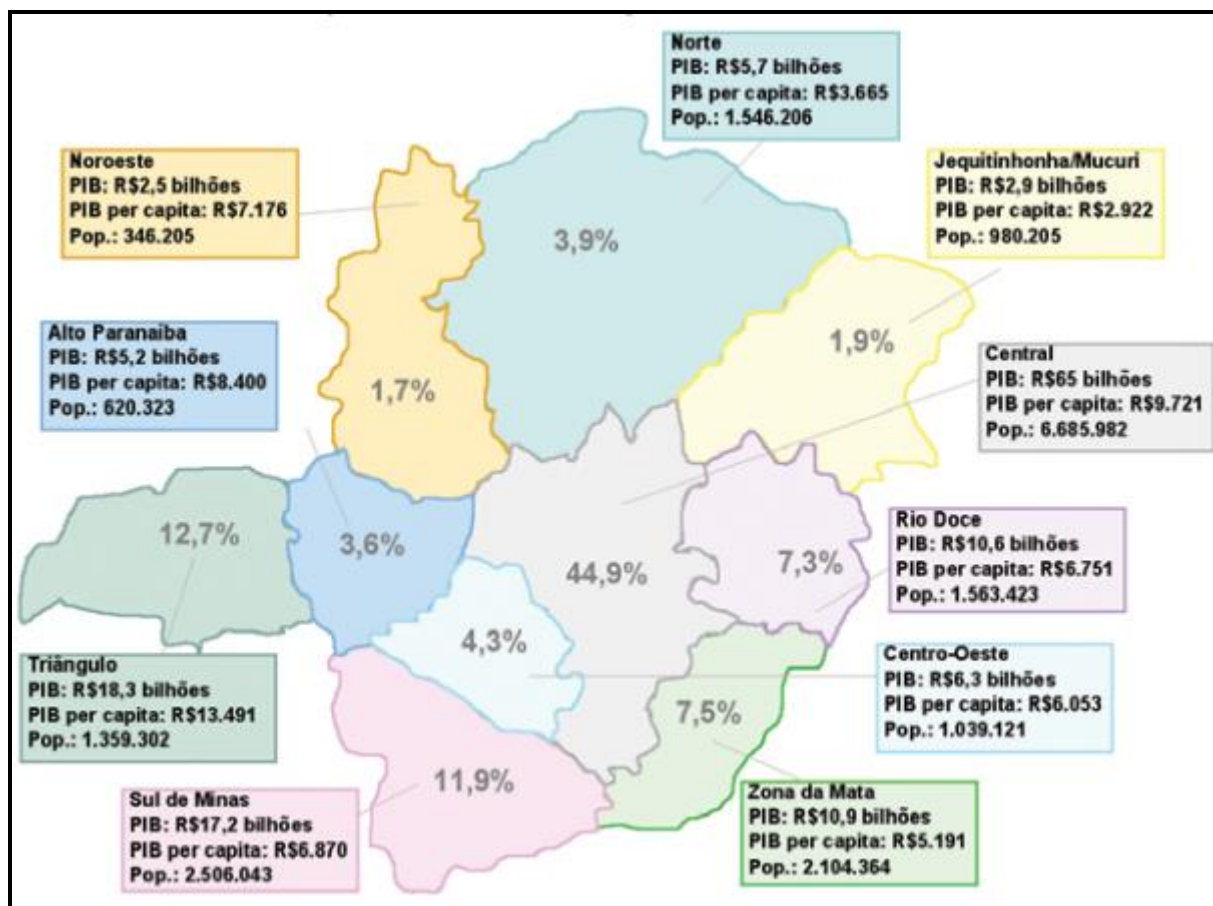 Norte
PIB: R$5,7 bilhões
PIB per capita: R$3.665
Pop.: 1.546.206
Noroeste
PIB: R$2,5 bilhões
PIB per capita: R$7.176
Pop.: 346.205
Jequitinhonha/Mucuri
PIB: R$2,9 bilhões
PIB per capita: R$2.922
Pop.: 980.205
3,9%
Alto Paranaíba
PIB: R$5,2 bilhões
PIB per capita: R$8.400
Pop.: 620.323
1,9%
Central
PIB: R$65 bilhões
PIB per capita: R$9.721
Pop.: 6.685.982
1,7%
12,7%
3,6%
44,9%
7,3%
Rio Doce
PIB: R$10,6 bilhões
PIB per capita: R$6.751
Pop.: 1.563.423
4,3%
Triângulo
PIB: R$18,3 bilhões
PIB per capita: R$13.491
Pop.: 1.359.302
Centro-Oeste
PIB: R$6,3 bilhões
PIB per capita: R$6.053
Pop.: 1.039.121
7,5%
11,9%
Sul de Minas
PIB: R$17,2 bilhões
PIB per capita: R$6.870
Pop.: 2.506.043
Zona da Mata
PIB: R$10,9 bilhões
PIB per capita: R$5.191
Pop.: 2.104.364